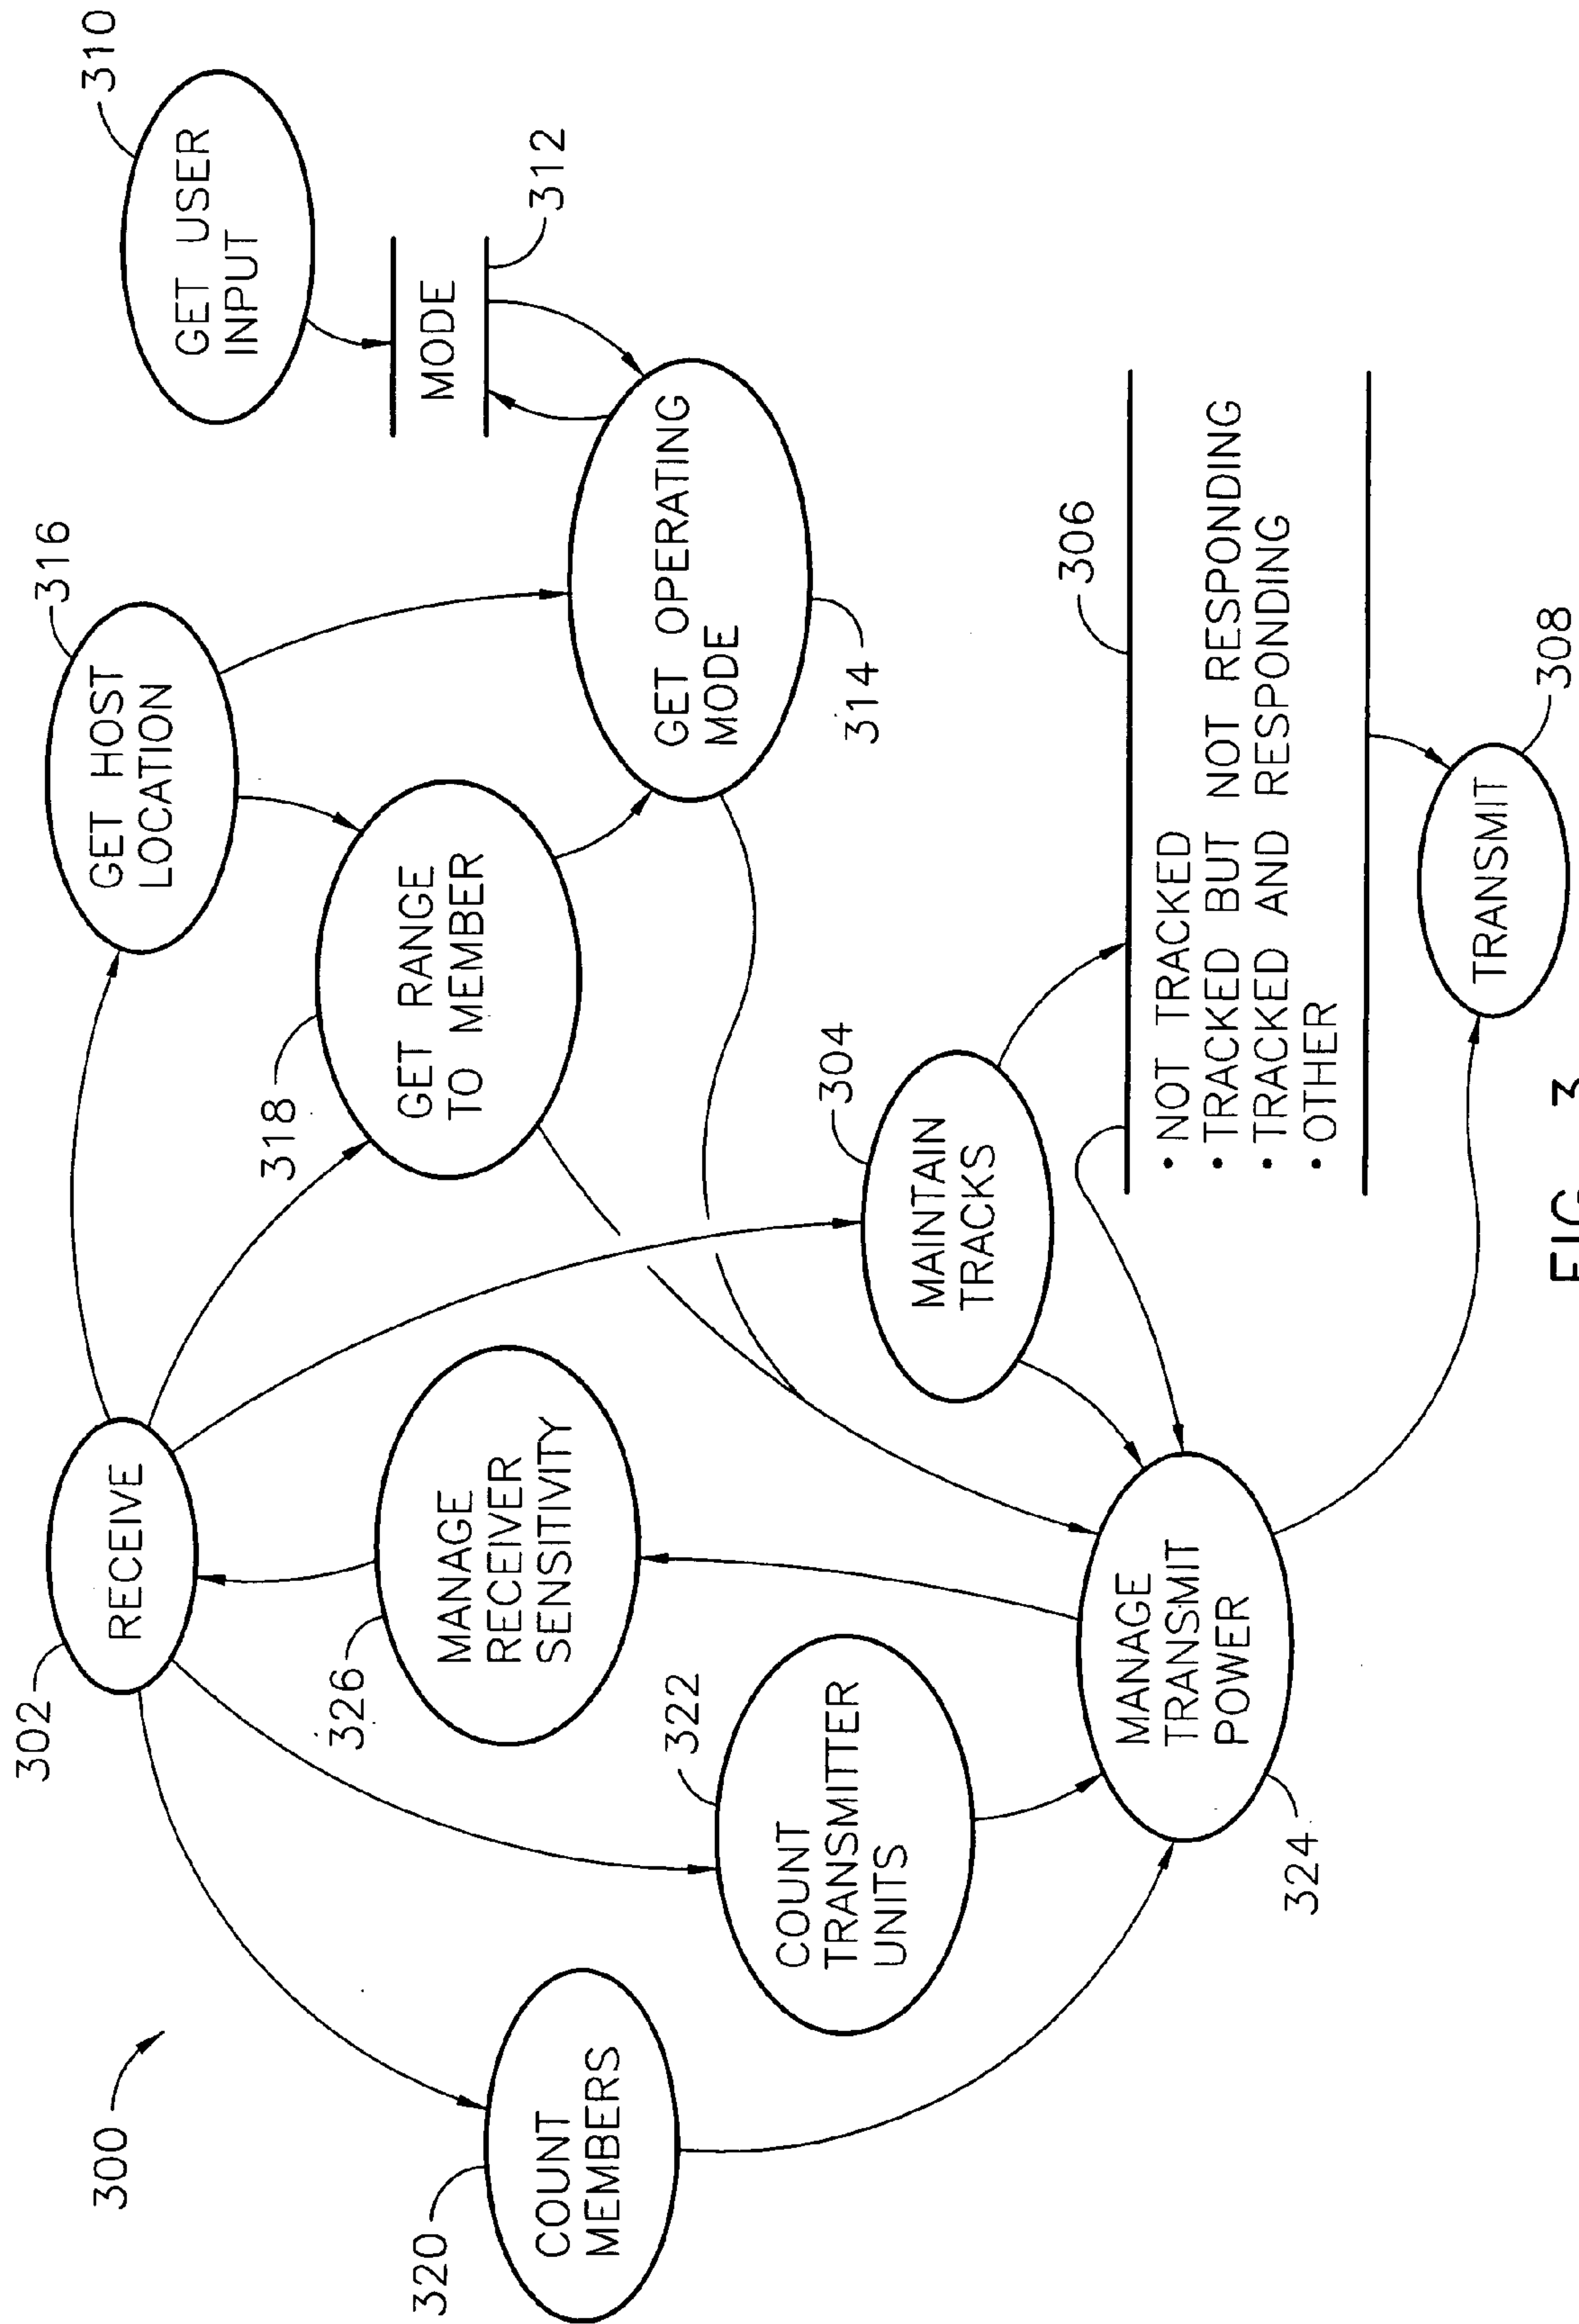 300
302
RECEIVE
316
GET HOST
LOCATION
310
GET USER
INPUT
MODE
312
318
GET RANGE
TO MEMBER
326
MANAGE
RECEIVER
SENSITIVITY
320
COUNT
MEMBERS
322
COUNT
TRANSMITTER
UNITS
GET OPERATING
MODE
314
304
MAINTAIN
TRACKS
306
• NOT TRACKED
• TRACKED BUT NOT RESPONDING
• TRACKED AND RESPONDING
• OTHER
MANAGE
TRANSMIT
POWER
324
TRANSMIT
308
FIG. 3